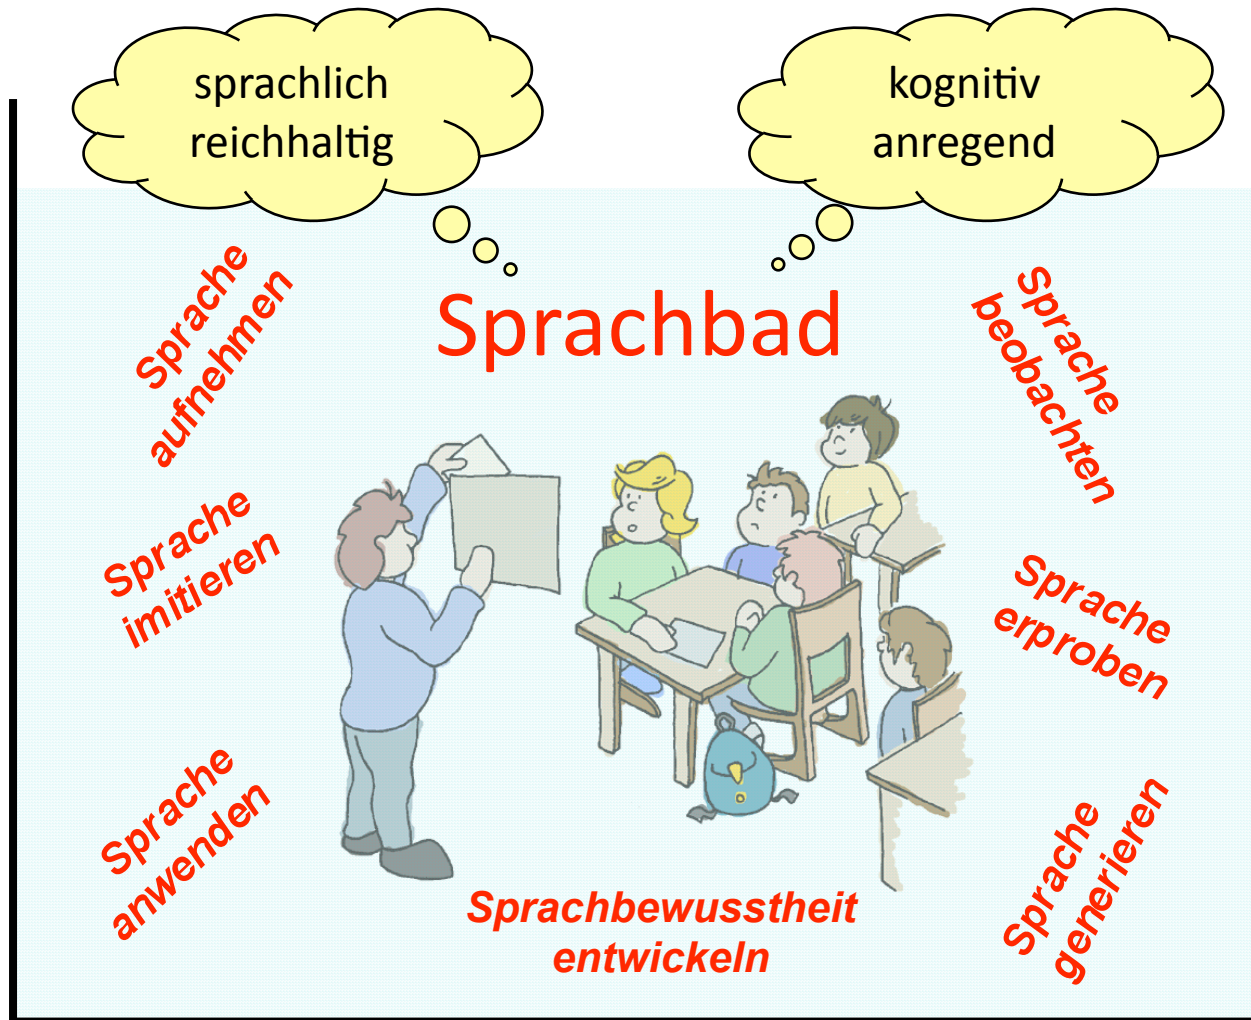 sprachlich
reichhaltig
kognitiv
anregend
Sprachbad
Sprache
aufnehmen
Sprache
beobachten
Sprache
imitieren
Sprache
erproben
Sprache
anwenden
Sprache
generieren
Sprachbewusstheit
entwickeln